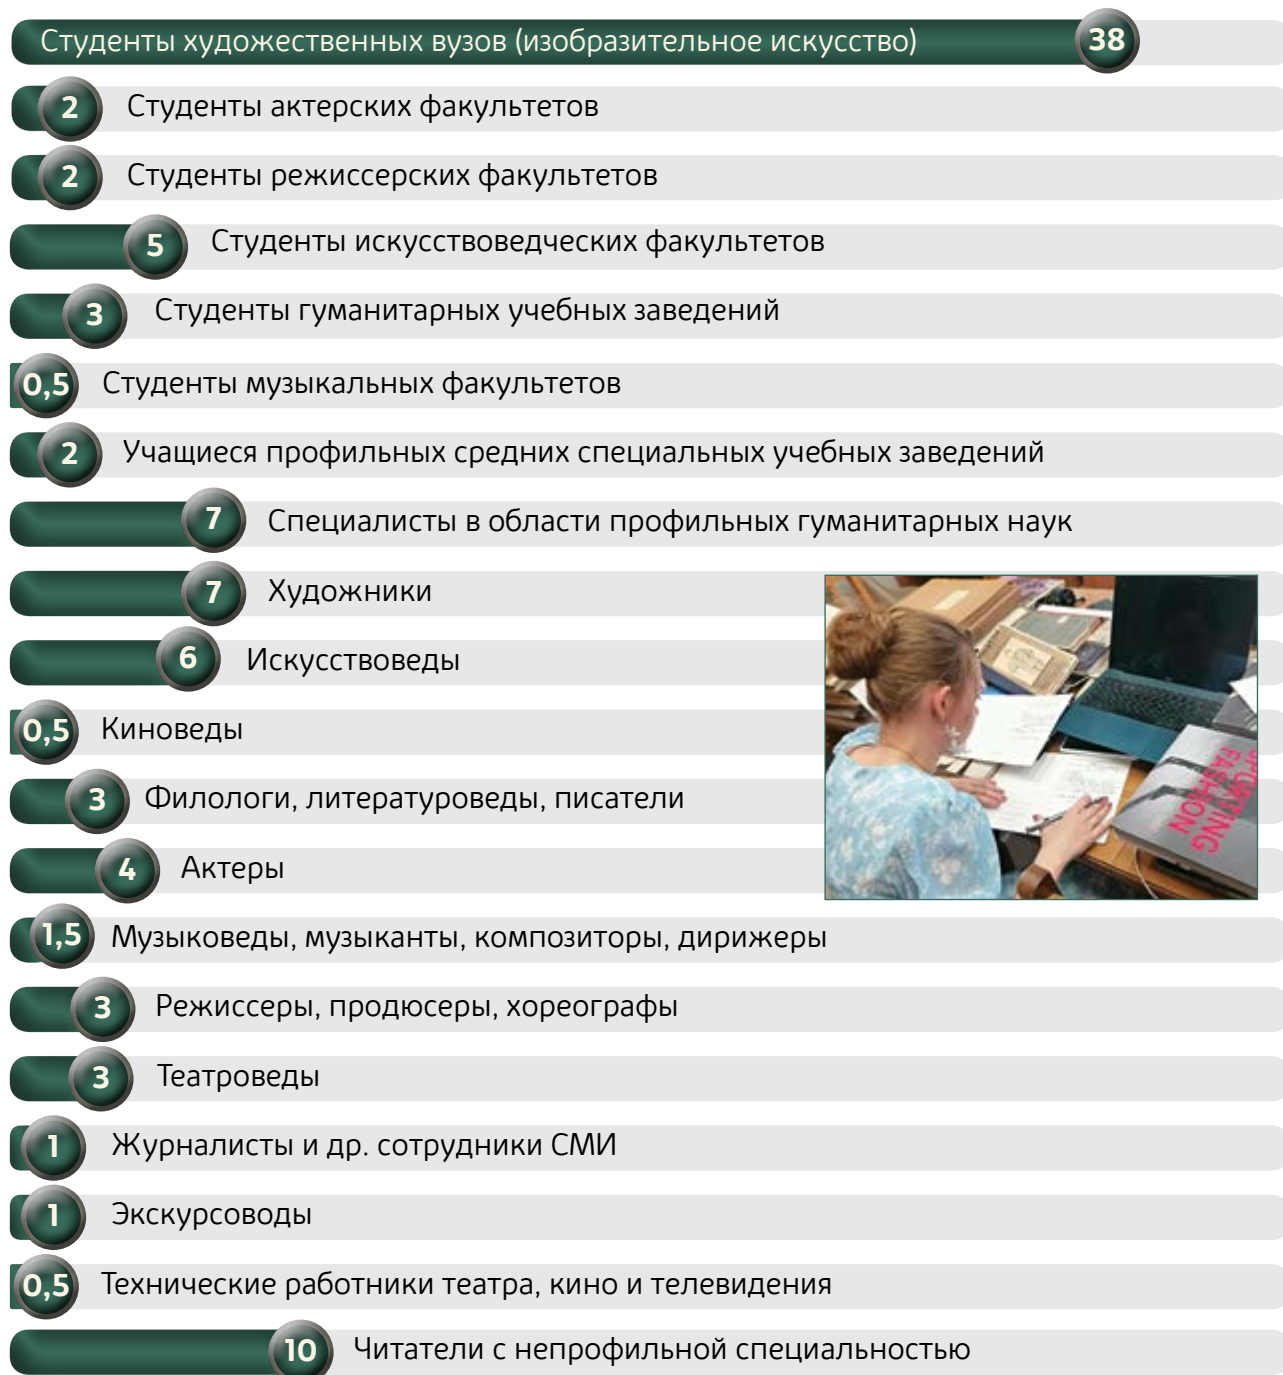 Студенты художественных вузов (изобразительное искусство) 38
2 Студенты актерских факультетов
2 Студенты режиссерских факультетов
5 Студенты искусствоведческих факультетов
3 Студенты гуманитарных учебных заведений
0,5 Студенты музыкальных факультетов
2 Учащиеся профильных средних специальных учебных заведений
7 Специалисты в области профильных гуманитарных наук
7 Художники
6 Искусствоведы
0,5 Киноведы
3 Филологи, литературоведы, писатели
4 Актеры
1,5 Музыковеды, музыканты, композиторы, дирижеры
3 Режиссеры, продюсеры, хореографы
3 Театроведы
1 Журналисты и др. сотрудники СМИ
1 Экскурсоводы
0,5 Технические работники театра, кино и телевидения
10 Читатели с непрофильной специальностью
SPORTING
FASHION